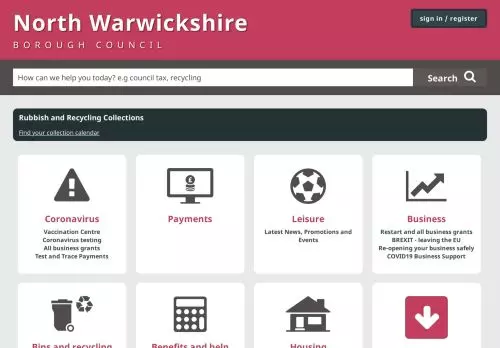 North Warwickshire
BOROUGH COUNCIL
sign in / register
How can we help you today? e.g council tax, recycling
Search
Rubbish and Recycling Collections
Find your collection calendar
Coronavirus
Vaccination Centre
Coronavirus testing
All business grants
Test and Trace Payments
£
Payments
Leisure
Latest News, Promotions and
Events
Business
Restart and all business grants
BREXIT - leaving the EU
Re-opening your business safely
COVID19 Business Support
Bins and recycling
Benefits and help
Housing